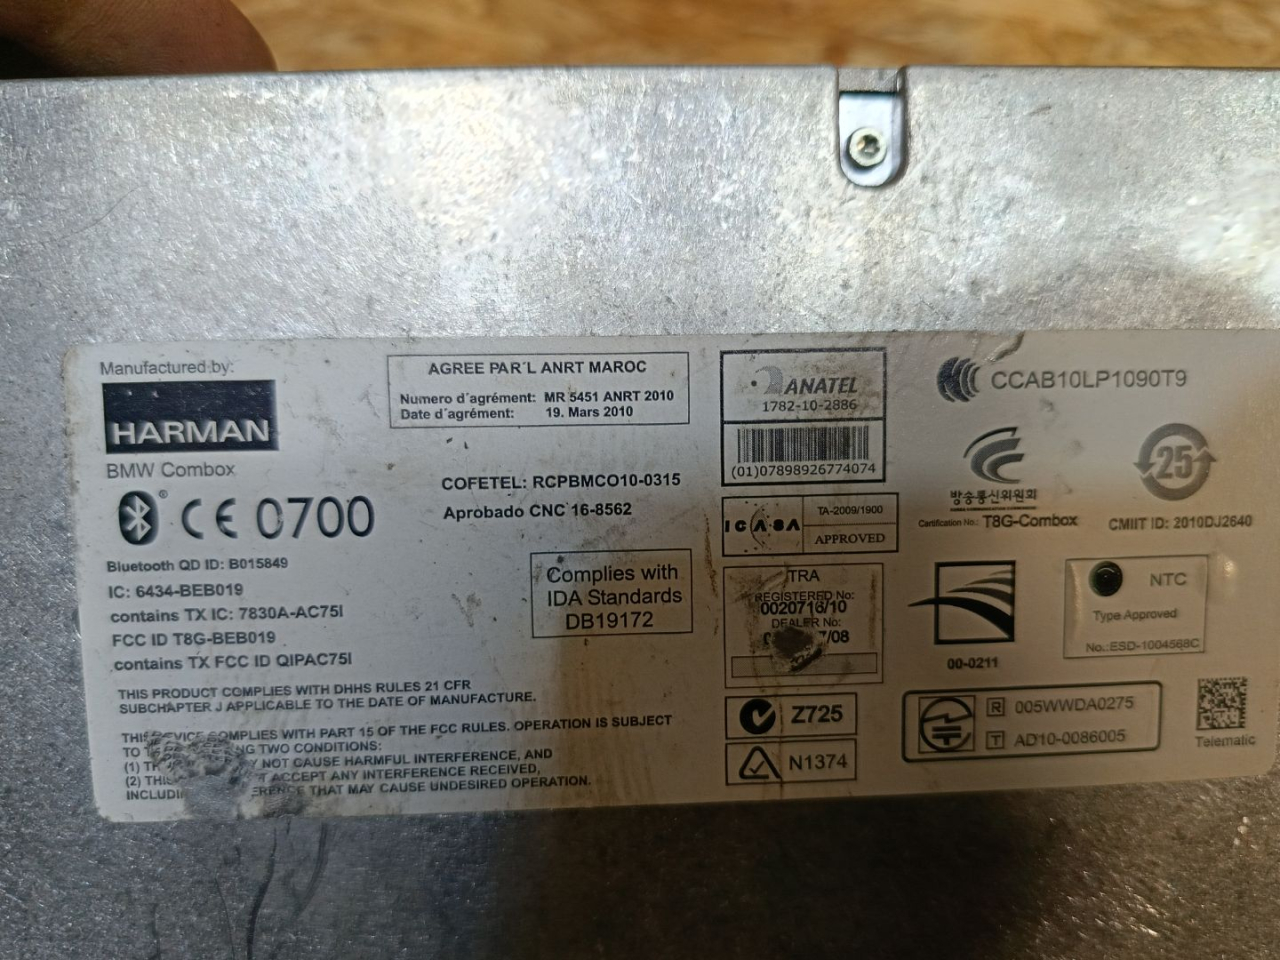 Manufactured by:
HARMAN
BMW Combox
® CE 0700
Bluetooth QD ID: B015849
IC: 6434-BEB019
contains TX IC: 7830A-AC75I
FCC ID T8G-BEB019
contains TX FCC ID QIPAC75I
THIS PRODUCT COMPLIES WITH DHHS RULES 21 CFR
SUBCHAPTER J APPLICABLE TO THE DATE OF MANUFACTURE.
THIS DEVICE COMPLIES WITH PART 15 OF THE FCC RULES. OPERATION IS SUBJECT
TO TWO CONDITIONS:
(1) NOT CAUSE HARMFUL INTERFERENCE, AND
(2) THIS ACCEPT ANY INTERFERENCE RECEIVED,
THAT MAY CAUSE UNDESIRED OPERATION.
AGREE PAR´L ANRT MAROC
Numero d´agrément: MR 5451 ANRT 2010
Date d´agrément: 19. Mars 2010
COFETEL: RCPBMCO10-0315
Aprobado CNC 16-8562
Complies with
IDA Standards
DB19172
ANATEL
1782-10-2886
(01)07898926774074
ICASA
TA-2009/1900
APPROVED
TRA
REGISTERED No:
0020716/10
DEALER No:
/08
Z725
N1374
CCAB10LP1090T9
방송통신위원회
Certification No.: T8G-Combox
25
CMIIT ID: 2010DJ2640
00-0211
NTC
Type Approved
No.:ESD-1004568C
R 005WWDA0275
T AD10-0086005
Telematic